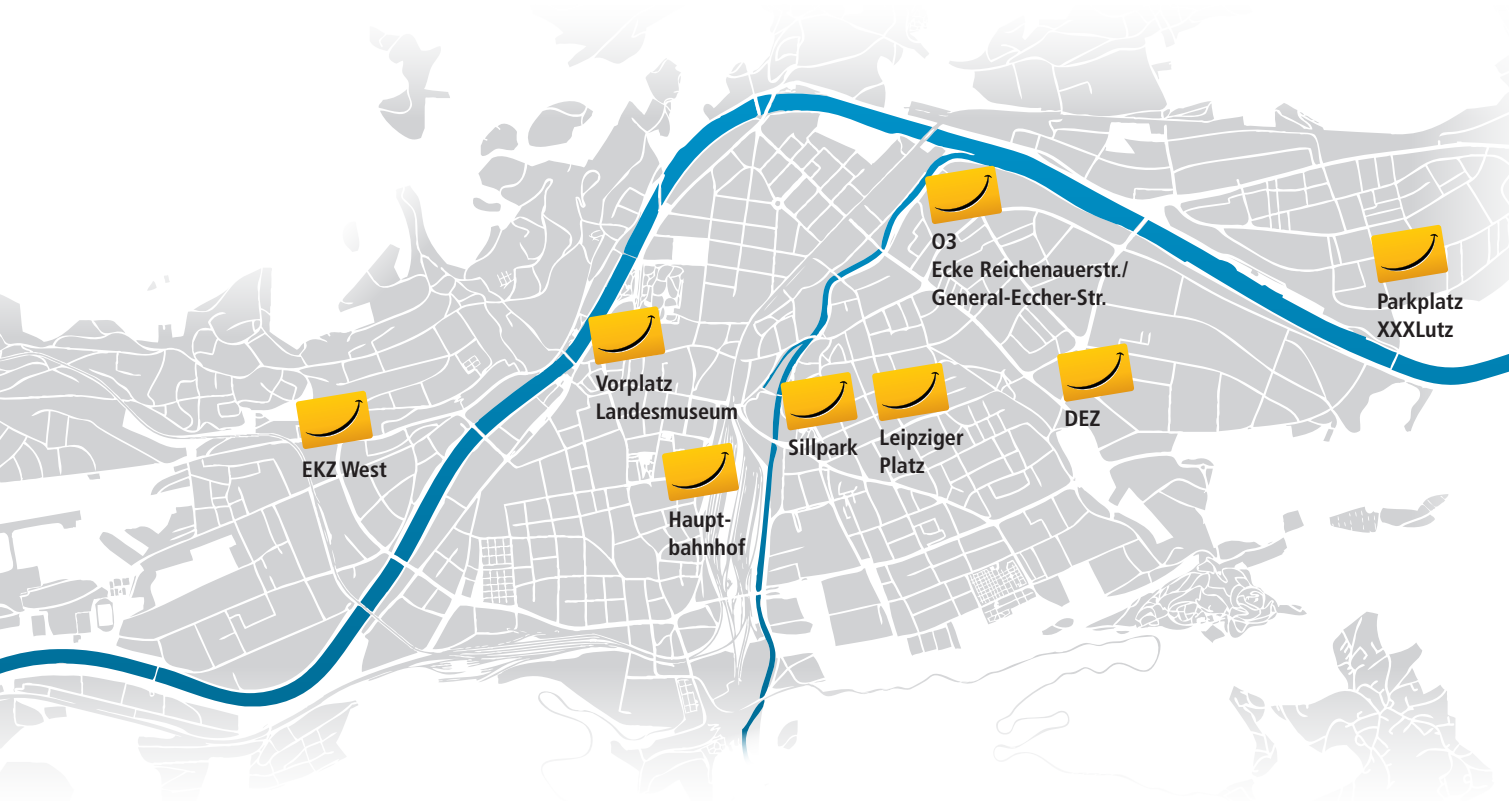 O3
Ecke Reichenauerstr./
General-Eccher-Str.
Parkplatz
XXXLutz
Vorplatz
Landesmuseum
DEZ
Leipziger
Platz
Sillpark
EKZ West
Haupt-
bahnhof